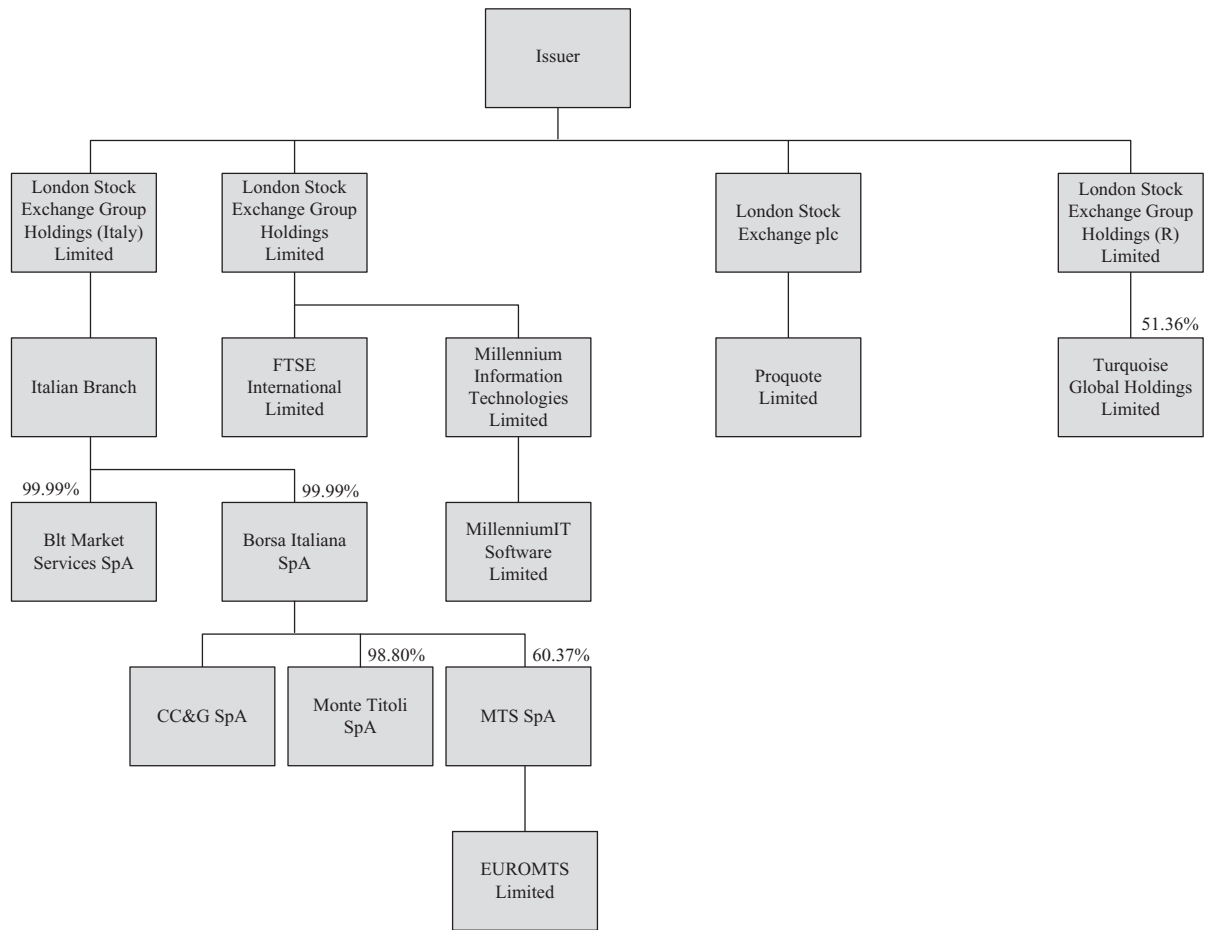 Issuer
London Stock
Exchange Group
Holdings (Italy)
Limited
London Stock
Exchange Group
Holdings
Limited
London Stock
Exchange plc
London Stock
Exchange Group
Holdings (R)
Limited
51.36%
Italian Branch
FTSE
International
Limited
Millennium
Information
Technologies
Limited
Proquote
Limited
Turquoise
Global Holdings
Limited
99.99%
99.99%
Blt Market
Services SpA
Borsa Italiana
SpA
MillenniumIT
Software
Limited
98.80%
60.37%
CC&G SpA
Monte Titoli
SpA
MTS SpA
EUROMTS
Limited